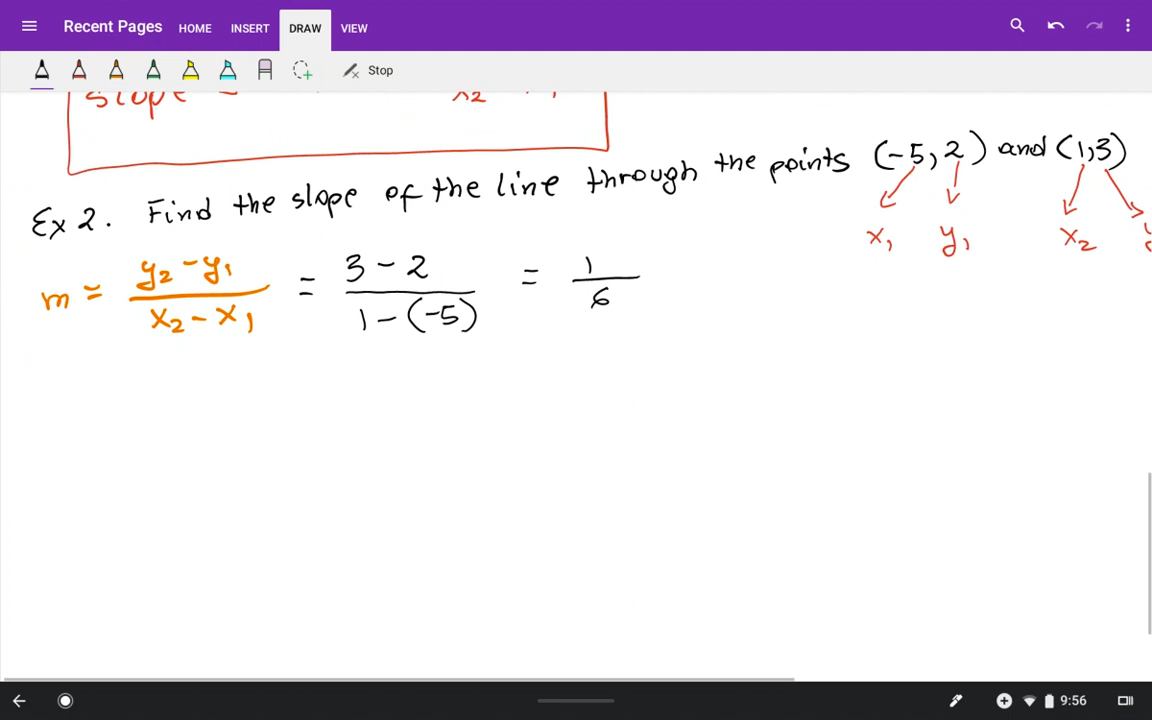 Recent Pages HOME INSERT DRAW VIEW
Stop
Slope =
x₂ - x₁
Ex 2. Find the slope of the line through the points (-5, 2) and (1,3)
x₁ y₁ x₂
m = (y₂ - y₁)/(x₂ - x₁) = (3 - 2)/(1 - (-5)) = 1/6
9:56